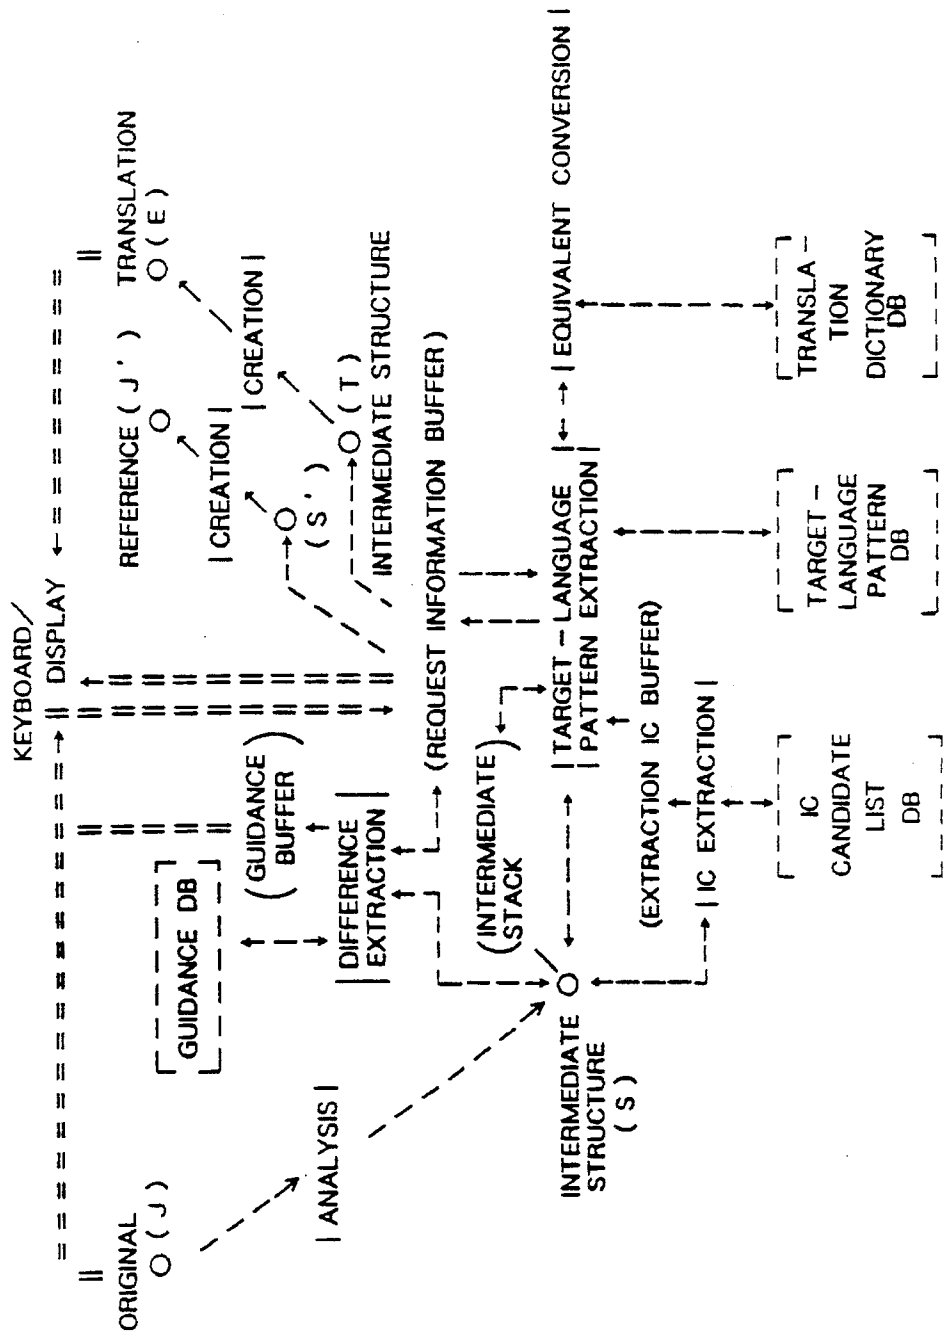 KEYBOARD/
DISPLAY
ORIGINAL
(J)
REFERENCE (J')
TRANSLATION
(E)
|ANALYSIS|
GUIDANCE DB
(GUIDANCE
BUFFER)
|CREATION|
|CREATION|
|DIFFERENCE
EXTRACTION|
(S')
(T)
INTERMEDIATE STRUCTURE
(REQUEST INFORMATION BUFFER)
(INTERMEDIATE
STACK)
INTERMEDIATE
STRUCTURE
(S)
|TARGET-LANGUAGE
PATTERN EXTRACTION|
|EQUIVALENT CONVERSION|
(EXTRACTION IC BUFFER)
|IC EXTRACTION|
IC
CANDIDATE
LIST
DB
TARGET-
LANGUAGE
PATTERN
DB
TRANSLA-
TION
DICTIONARY
DB